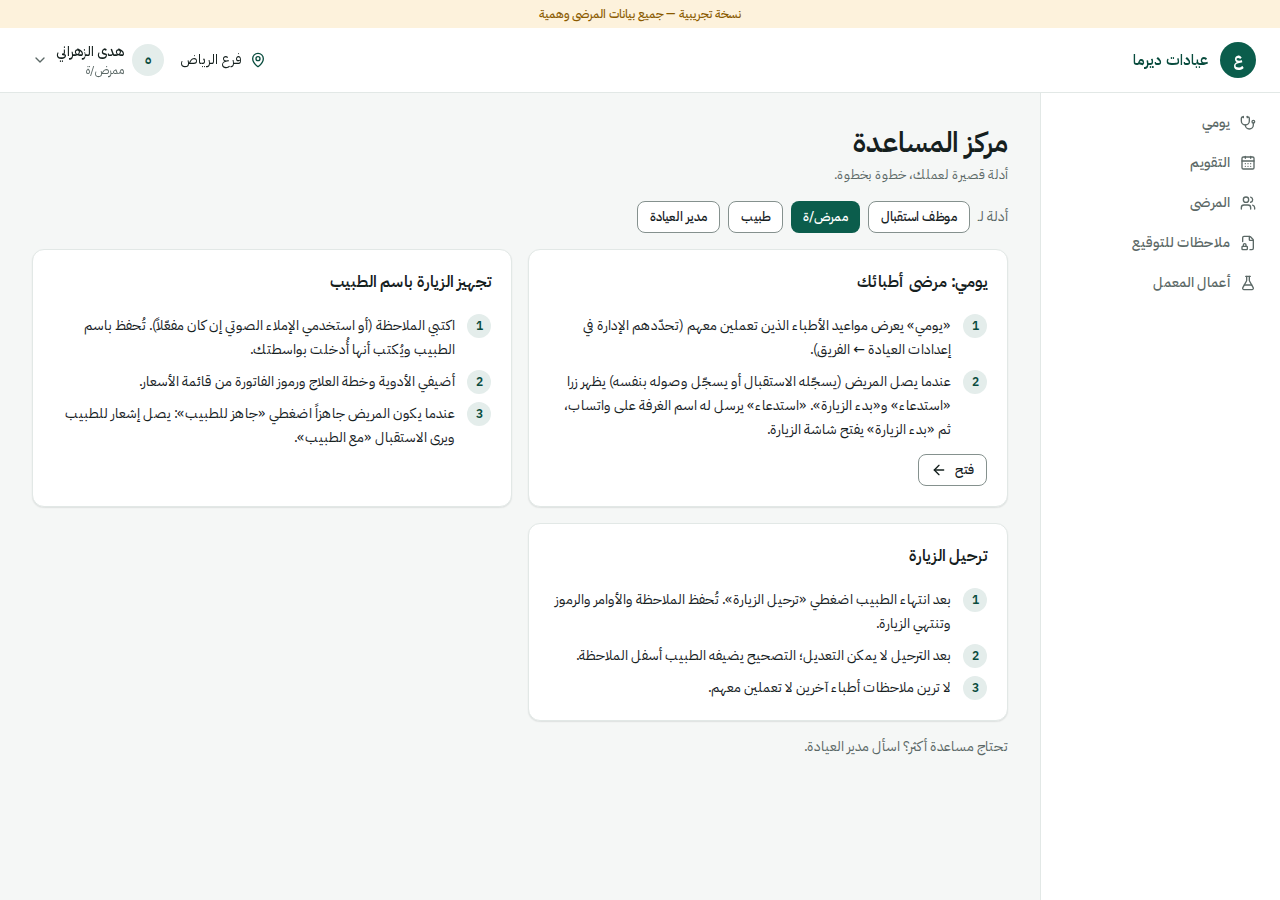 نسخة تجريبية — جميع بيانات المرضى وهمية
ع
عيادات ديرما
فرع الرياض
ه
هدى الزهراني
ممرض/ة
يومي
التقويم
المرضى
ملاحظات للتوقيع
أعمال المعمل
مركز المساعدة
أدلة قصيرة لعملك، خطوة بخطوة.
أدلة لـ
موظف استقبال
ممرض/ة
طبيب
مدير العيادة
يومي: مرضى أطبائك
1
«يومي» يعرض مواعيد الأطباء الذين تعملين معهم (تحدّدهم الإدارة في
إعدادات العيادة ← الفريق).
2
عندما يصل المريض (يسجّله الاستقبال أو يسجّل وصوله بنفسه) يظهر زرا
«استدعاء» و«بدء الزيارة». «استدعاء» يرسل له اسم الغرفة على واتساب،
ثم «بدء الزيارة» يفتح شاشة الزيارة.
فتح ←
تجهيز الزيارة باسم الطبيب
1
اكتبي الملاحظة (أو استخدمي الإملاء الصوتي إن كان مفعّلاً). تُحفظ باسم
الطبيب ويُكتب أنها أُدخلت بواسطتك.
2
أضيفي الأدوية وخطة العلاج ورموز الفاتورة من قائمة الأسعار.
3
عندما يكون المريض جاهزاً اضغطي «جاهز للطبيب»: يصل إشعار للطبيب
ويرى الاستقبال «مع الطبيب».
ترحيل الزيارة
1
بعد انتهاء الطبيب اضغطي «ترحيل الزيارة». تُحفظ الملاحظة والأوامر والرموز
وتنتهي الزيارة.
2
بعد الترحيل لا يمكن التعديل؛ التصحيح يضيفه الطبيب أسفل الملاحظة.
3
لا ترين ملاحظات أطباء آخرين لا تعملين معهم.
تحتاج مساعدة أكثر؟ اسأل مدير العيادة.